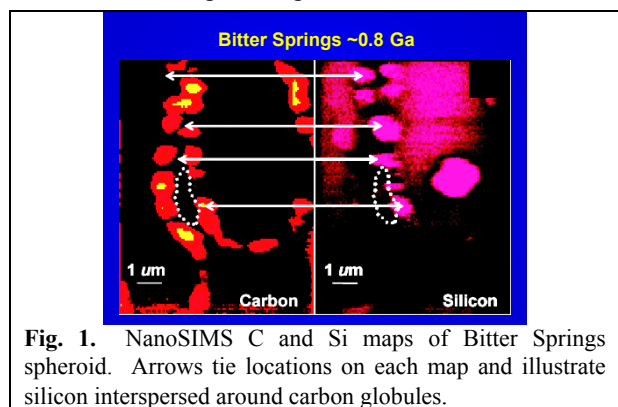 Bitter Springs ~0.8 Ga
1 um
Carbon
1 um
Silicon
Fig. 1. NanoSIMS C and Si maps of Bitter Springs
spheroid. Arrows tie locations on each map and illustrate
silicon interspersed around carbon globules.